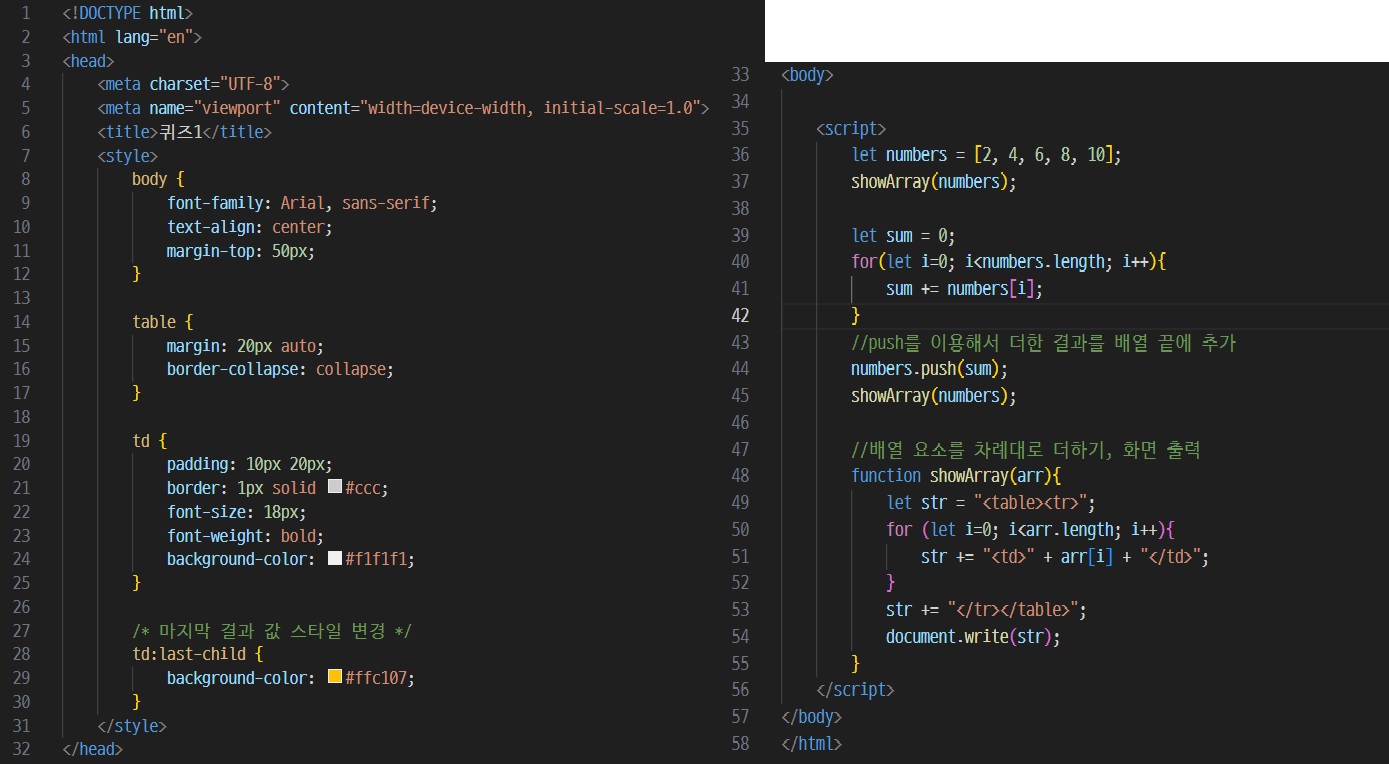 1 <!DOCTYPE html>
2 <html lang="en">
3 <head>
4     <meta charset="UTF-8">
5     <meta name="viewport" content="width=device-width, initial-scale=1.0">
6     <title>퀴즈1</title>
7     <style>
8         body {
9             font-family: Arial, sans-serif;
10             text-align: center;
11             margin-top: 50px;
12         }
13
14         table {
15             margin: 20px auto;
16             border-collapse: collapse;
17         }
18
19         td {
20             padding: 10px 20px;
21             border: 1px solid #ccc;
22             font-size: 18px;
23             font-weight: bold;
24             background-color: #f1f1f1;
25         }
26
27         /* 마지막 결과 값 스타일 변경 */
28         td:last-child {
29             background-color: #ffc107;
30         }
31     </style>
32 </head>
33 <body>
34
35     <script>
36         let numbers = [2, 4, 6, 8, 10];
37         showArray(numbers);
38
39         let sum = 0;
40         for(let i=0; i<numbers.length; i++){
41             sum += numbers[i];
42         }
43         //push를 이용해서 더한 결과를 배열 끝에 추가
44         numbers.push(sum);
45         showArray(numbers);
46
47         //배열 요소를 차례대로 더하기, 화면 출력
48         function showArray(arr){
49             let str = "<table><tr>";
50             for (let i=0; i<arr.length; i++){
51                 str += "<td>" + arr[i] + "</td>";
52             }
53             str += "</tr></table>";
54             document.write(str);
55         }
56     </script>
57 </body>
58 </html>